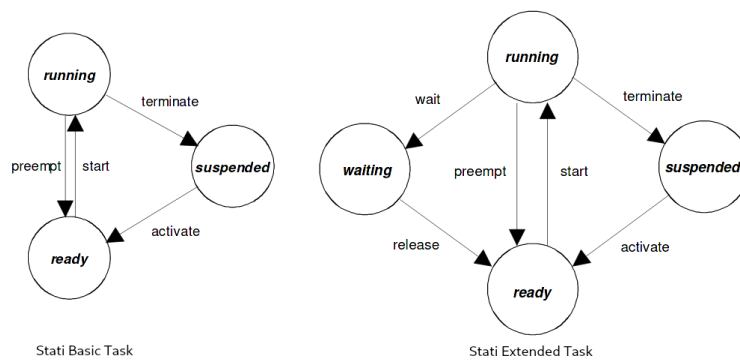 running
terminate
preempt
start
suspended
activate
ready
Stati Basic Task
running
wait
terminate
waiting
preempt
start
suspended
release
activate
ready
Stati Extended Task